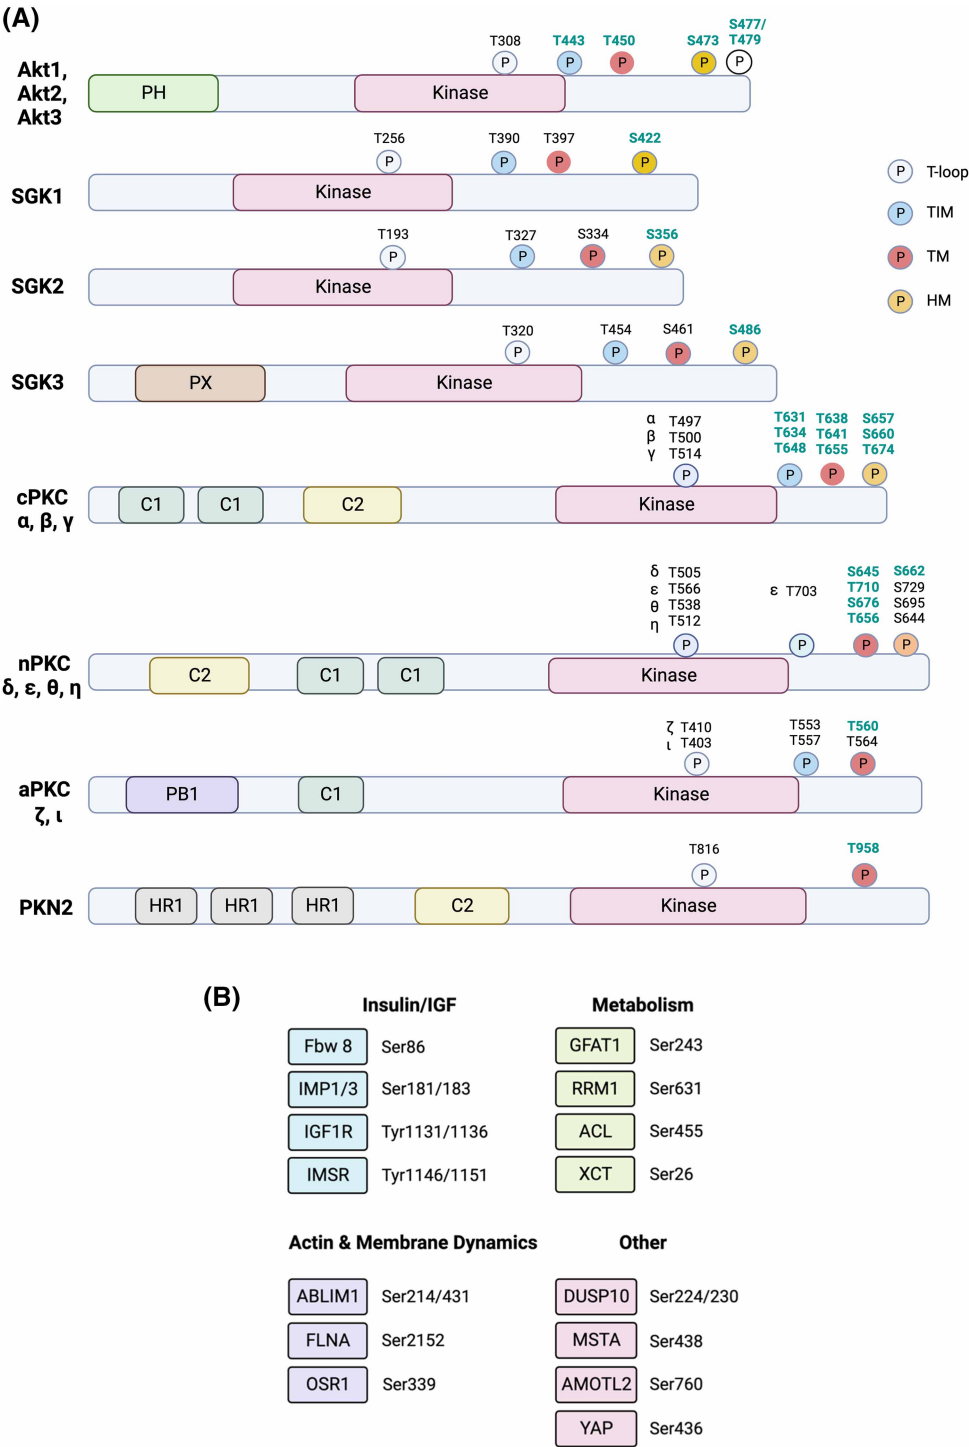 (A)
S477/
T308 T443 T450 S473 T479
P P P P P
Akt1,
Akt2,
Akt3
PH Kinase
T256 T390 T397 S422
P P P P
SGK1
Kinase
P T-loop
P TIM
P TM
P HM
T193 T327 S334 S356
P P P P
SGK2
Kinase
T320 T454 S461 S486
P P P P
SGK3
PX Kinase
α T497 T631 T638 S657
β T500 T634 T641 S660
γ T514 T648 T655 T674
P P P P
cPKC
α, β, γ
C1 C1 C2 Kinase
δ T505 S645 S662
ε T566 ε T703 T710 S729
θ T538 S676 S695
η T512 T656 S644
P P P P
nPKC
δ, ε, θ, η
C2 C1 C1 Kinase
ζ T410 T553 T560
ι T403 T557 T564
P P P
aPKC
ζ, ι
PB1 C1 Kinase
T816 T958
P P
PKN2
HR1 HR1 HR1 C2 Kinase
(B)
Insulin/IGF
Fbw 8 Ser86
IMP1/3 Ser181/183
IGF1R Tyr1131/1136
IMSR Tyr1146/1151
Metabolism
GFAT1 Ser243
RRM1 Ser631
ACL Ser455
XCT Ser26
Actin & Membrane Dynamics
ABLIM1 Ser214/431
FLNA Ser2152
OSR1 Ser339
Other
DUSP10 Ser224/230
MSTA Ser438
AMOTL2 Ser760
YAP Ser436